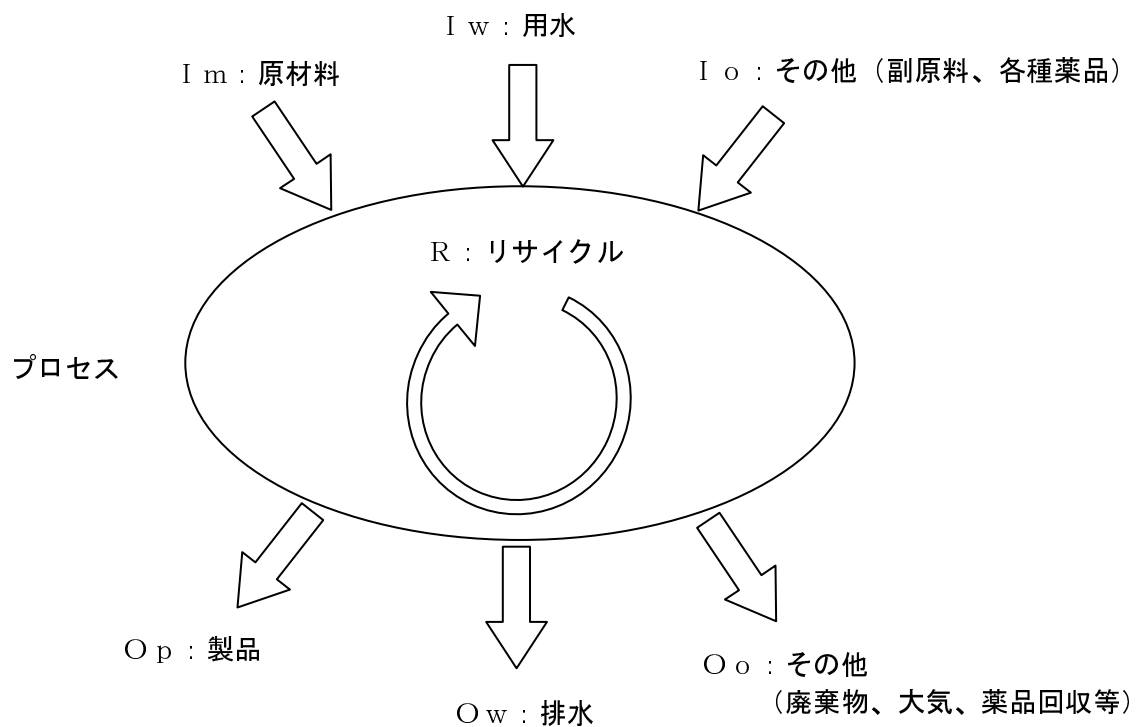 Ｉｗ：用水
Ｉｍ：原材料
Ｉｏ：その他（副原料、各種薬品）
Ｒ：リサイクル
プロセス
Ｏｐ：製品
Ｏｗ：排水
Ｏｏ：その他
（廃棄物、大気、薬品回収等）